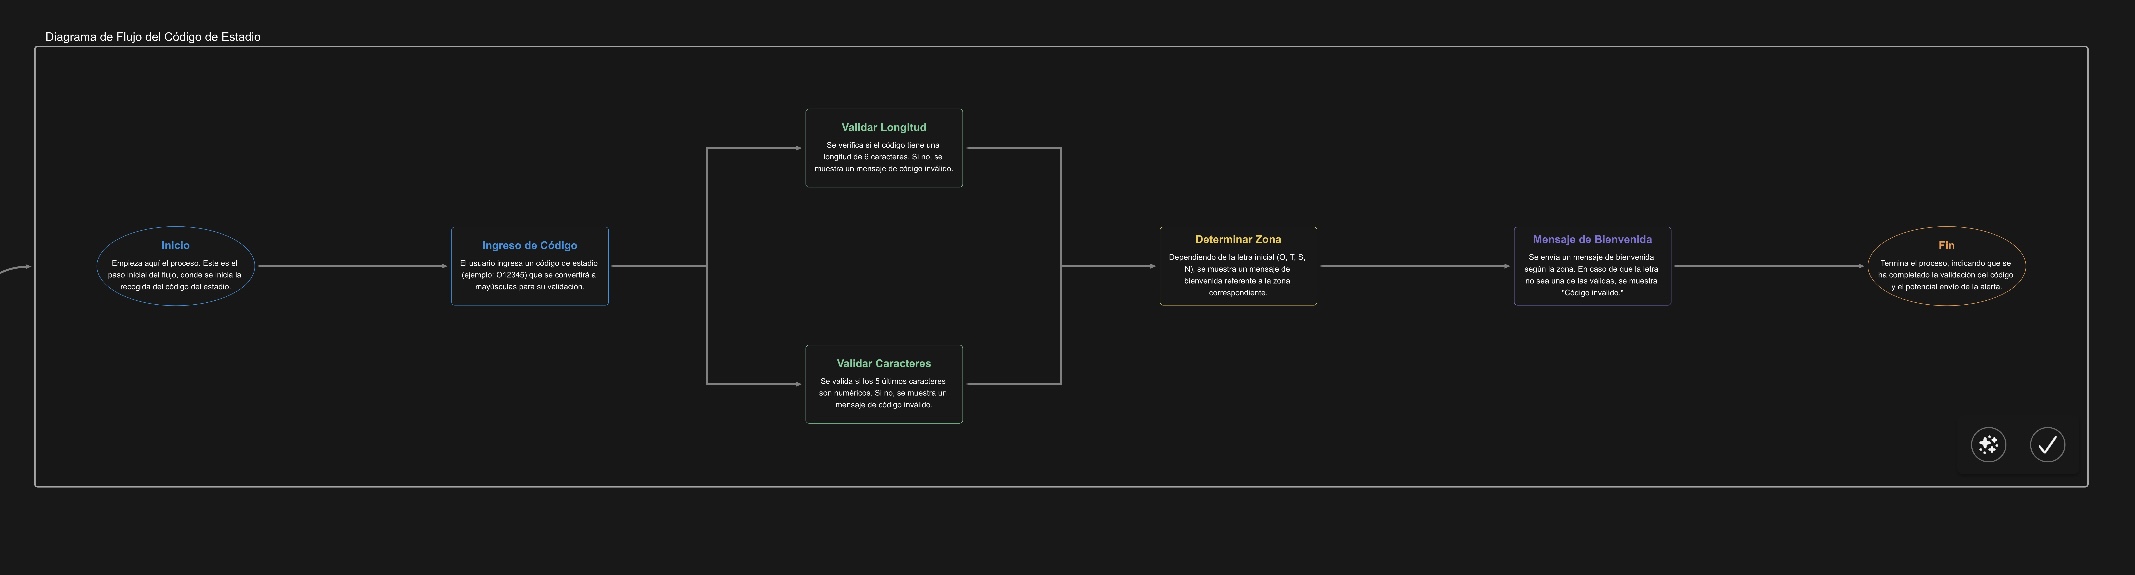 Diagrama de Flujo del Código de Estadio
Inicio
Empieza aquí el proceso. Este es el
paso inicial del flujo, donde se inicia la
recogida del código del estadio.
Ingreso de Código
El usuario ingresa un código de estadio
(ejemplo: O12345) que se convertirá a
mayúsculas para su validación.
Validar Longitud
Se verifica si el código tiene una
longitud de 6 caracteres. Si no, se
muestra un mensaje de código inválido.
Validar Caracteres
Se valida si los 5 últimos caracteres
son numéricos. Si no, se muestra un
mensaje de código inválido.
Determinar Zona
Dependiendo de la letra inicial (O, T, S,
N), se muestra un mensaje de
bienvenida referente a la zona
correspondiente.
Mensaje de Bienvenida
Se envía un mensaje de bienvenida
según la zona. En caso de que la letra
no sea una de las válidas, se muestra
"Código inválido."
Fin
Termina el proceso, indicando que se
ha completado la validación del código
y el potencial envío de la alerta.